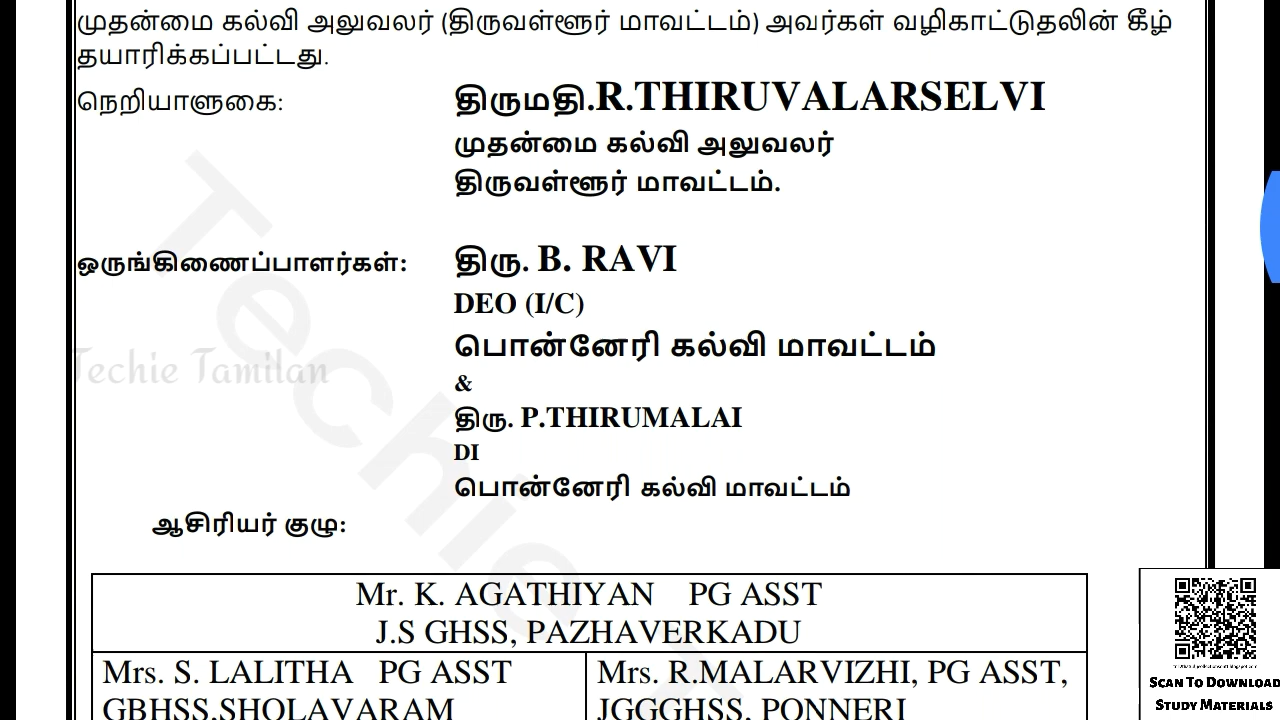 முதன்மை கல்வி அலுவலர் (திருவள்ளூர் மாவட்டம்) அவர்கள் வழிகாட்டுதலின் கீழ்
தயாரிக்கப்பட்டது.
நெறியாளுகை: திருமதி.R.THIRUVALARSELVI
முதன்மை கல்வி அலுவலர்
திருவள்ளூர் மாவட்டம்.
ஒருங்கிணைப்பாளர்கள்: திரு. B. RAVI
DEO (I/C)
பொன்னேரி கல்வி மாவட்டம்
Techie Tamilan
&
திரு. P.THIRUMALAI
DI
பொன்னேரி கல்வி மாவட்டம்
ஆசிரியர் குழு:
Techie T
Mr. K. AGATHIYAN PG ASST
J.S GHSS, PAZHAVERKADU
Mrs. S. LALITHA PG ASST
GBHSS,SHOLAVARAM
Mrs. R.MALARVIZHI, PG ASST,
JGGGHSS, PONNERI
SCAN TO DOWNLOAD
STUDY MATERIALS